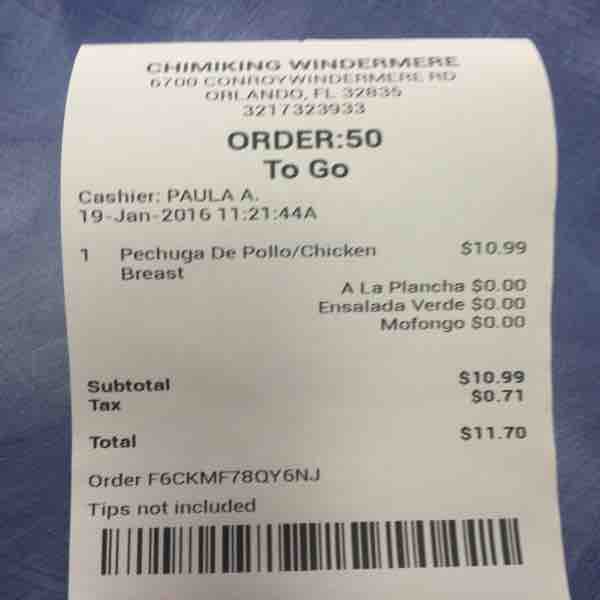 CHIMIKING WINDERMERE
6700 CONROYWINDERMERE RD
ORLANDO, FL 32835
3217323933
ORDER:50
To Go
Cashier: PAULA A.
19-Jan-2016 11:21:44A
1 Pechuga De Pollo/Chicken $10.99
Breast
A La Plancha $0.00
Ensalada Verde $0.00
Mofongo $0.00
Subtotal $10.99
Tax $0.71
Total $11.70
Order F6CKMF78QY6NJ
Tips not included